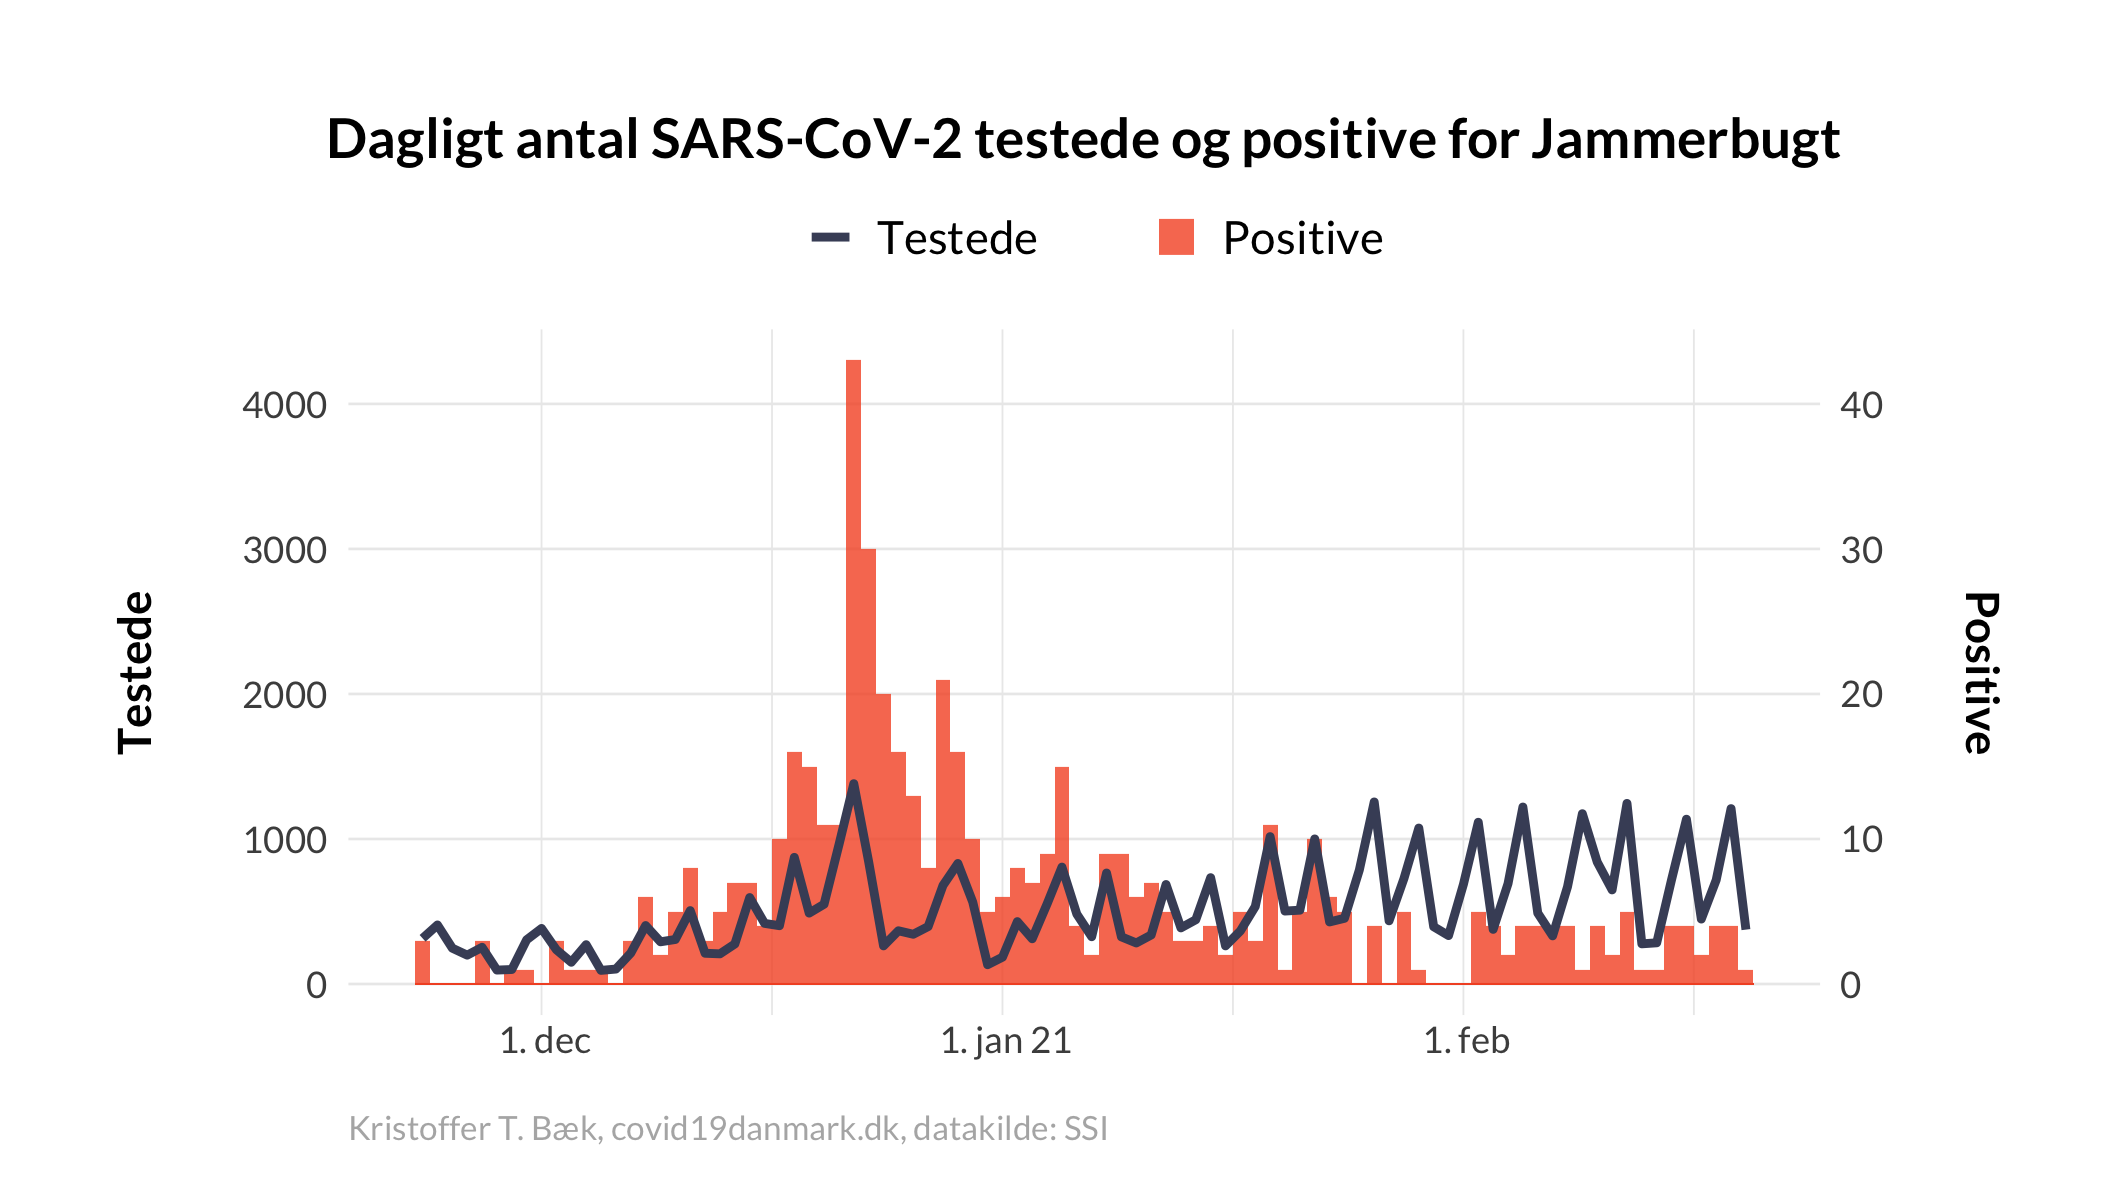 Dagligt antal SARS-CoV-2 testede og positive for Jammerbugt
Testede
Positive
4000
3000
2000
1000
0
40
30
20
10
0
Testede
Positive
1. dec
1. jan 21
1. feb
Kristoffer T. Bæk, covid19danmark.dk, datakilde: SSI